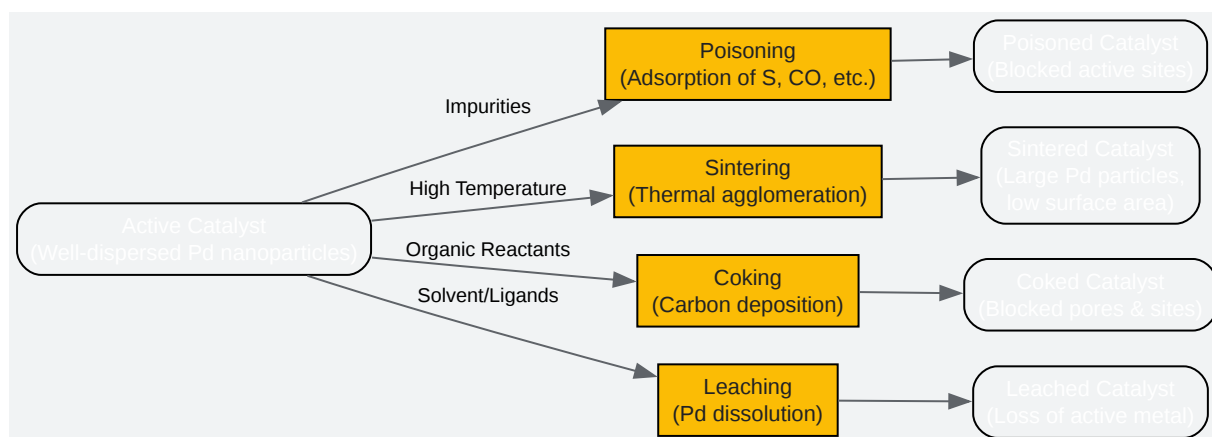 Poisoning
(Adsorption of S, CO, etc.)
Poisoned Catalyst
(Blocked active sites)
Impurities
Sintering
(Thermal agglomeration)
Sintered Catalyst
(Large Pd particles,
low surface area)
High Temperature
Active Catalyst
(Well-dispersed Pd nanoparticles)
Organic Reactants
Coking
(Carbon deposition)
Coked Catalyst
(Blocked pores & sites)
Solvent/Ligands
Leaching
(Pd dissolution)
Leached Catalyst
(Loss of active metal)